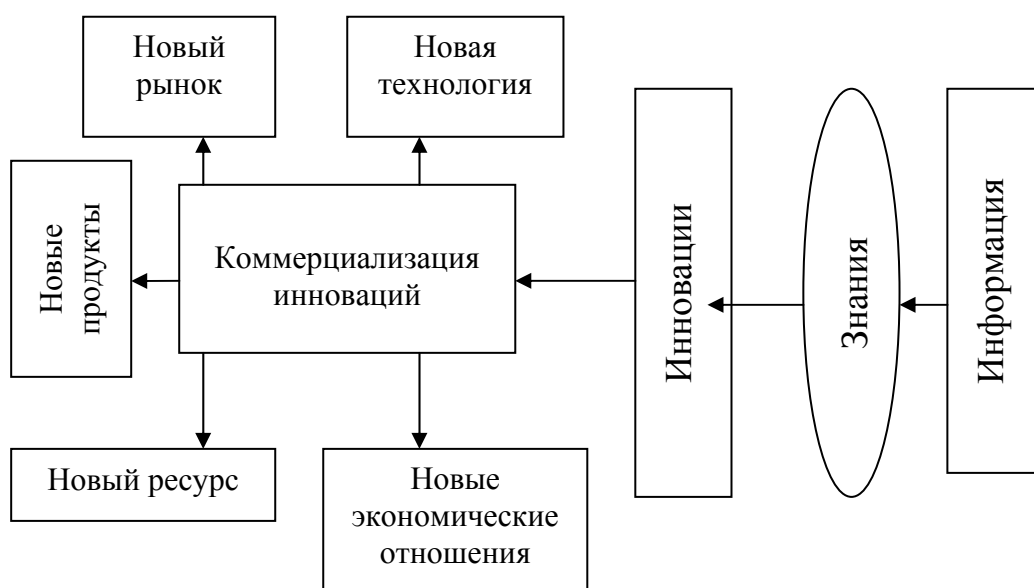 Новый
рынок
Новая
технология
Новые
продукты
Коммерциализация
инноваций
Инновации
Знания
Информация
Новый ресурс
Новые
экономические
отношения